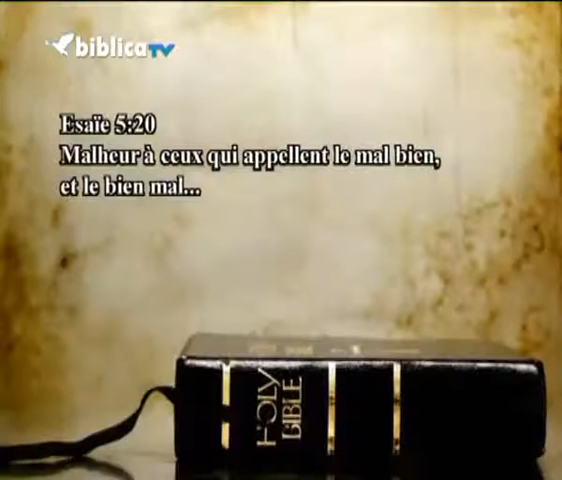 biblicaTV
Esaïe 5:20
Malheur à ceux qui appellent le mal bien,
et le bien mal...
HOLY
BIBLE